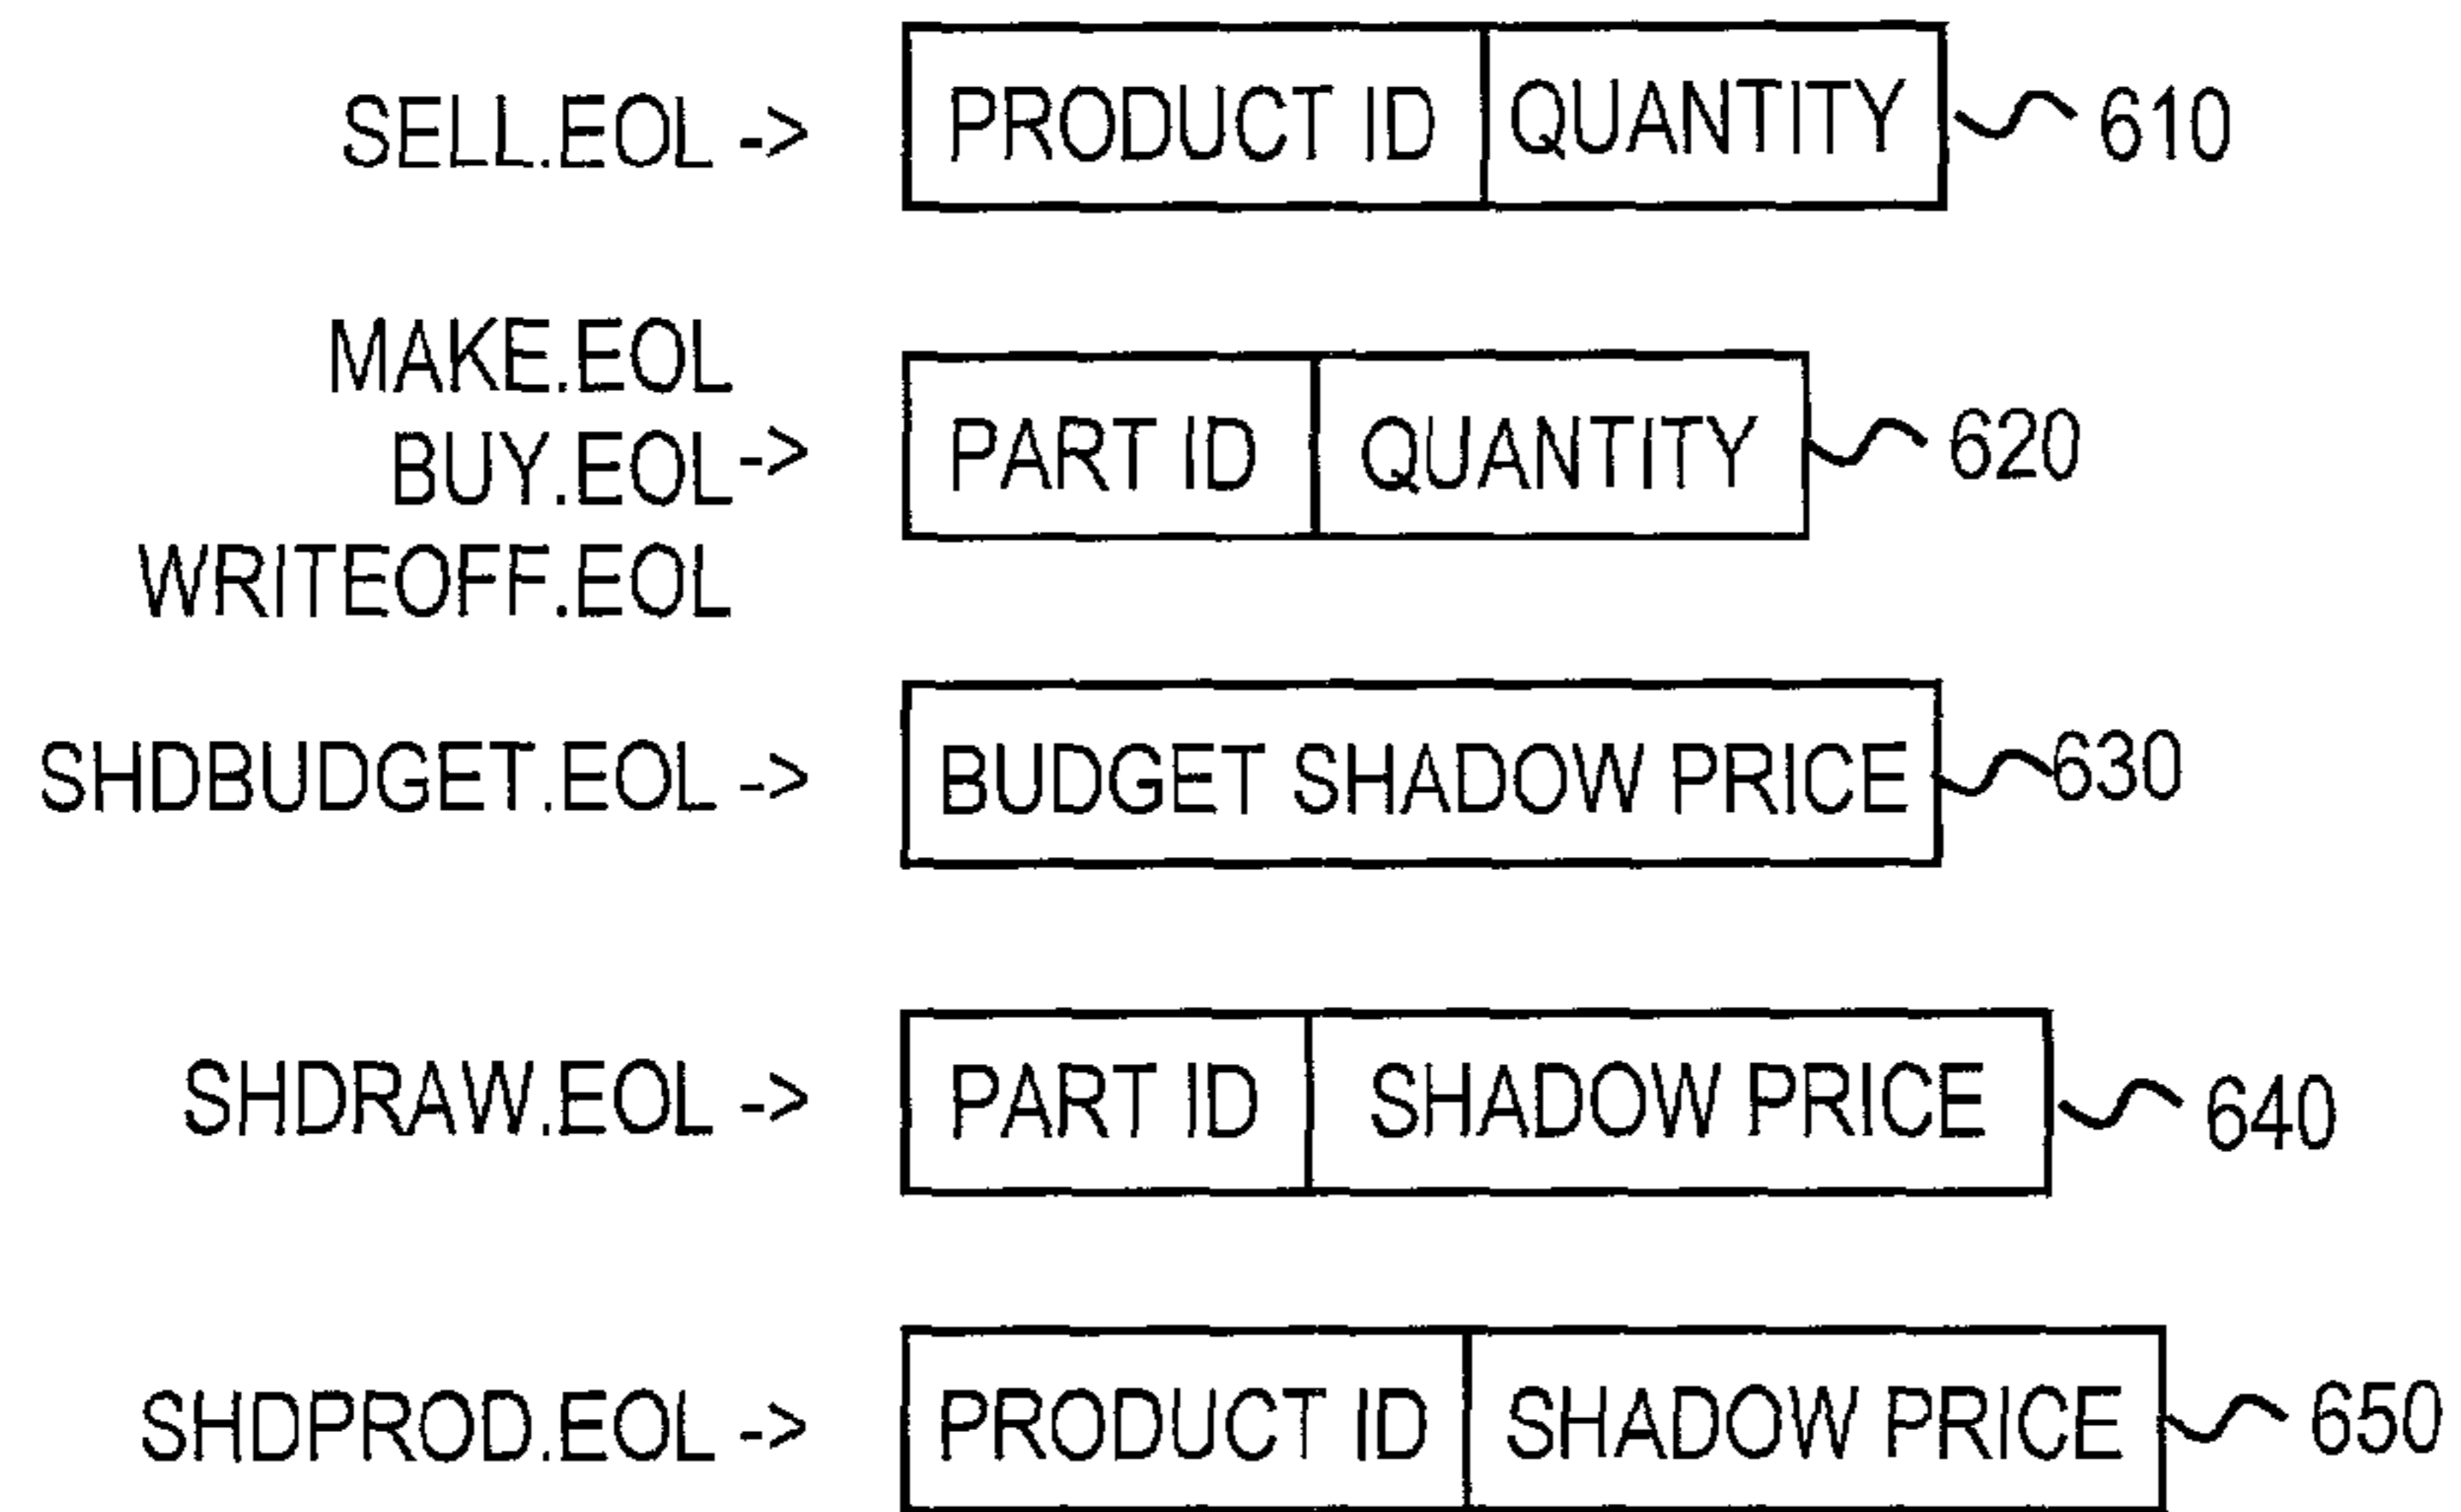 SELL.EOL -> PRODUCT ID QUANTITY 610
MAKE.EOL
BUY.EOL -> PART ID QUANTITY 620
WRITEOFF.EOL
SHDBUDGET.EOL -> BUDGET SHADOW PRICE 630
SHDRAW.EOL -> PART ID SHADOW PRICE 640
SHDPROD.EOL -> PRODUCT ID SHADOW PRICE 650